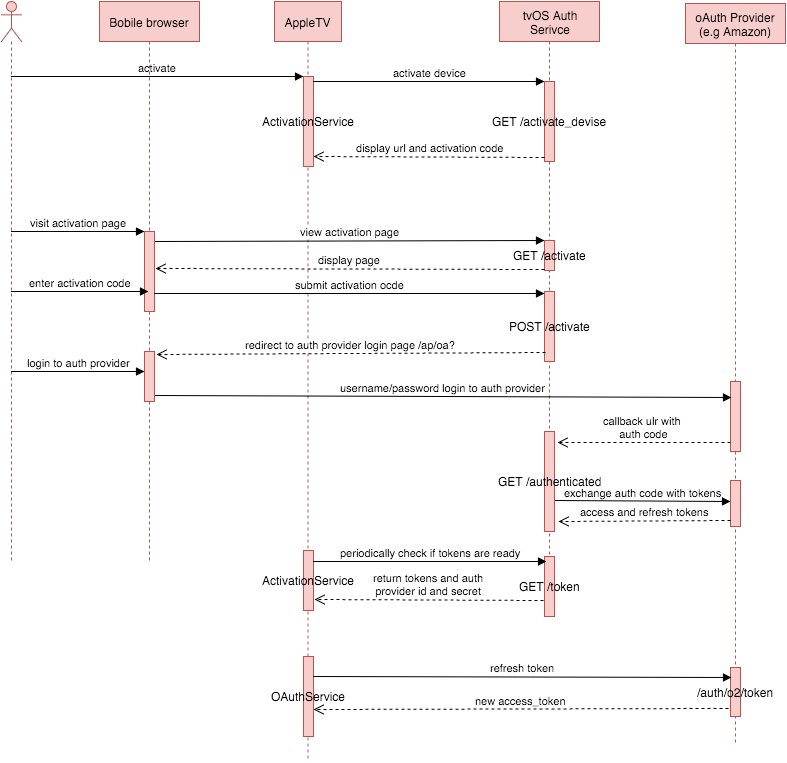 Bobile browser
AppleTV
tvOS Auth
Serivce
oAuth Provider
(e.g Amazon)
activate
activate device
ActivationService
GET /activate_devise
display url and activation code
visit activation page
view activation page
GET /activate
display page
enter activation code
submit activation ocde
POST /activate
redirect to auth provider login page /ap/oa?
login to auth provider
username/password login to auth provider
callback ulr with
auth code
GET /authenticated
exchange auth code with tokens
access and refresh tokens
periodically check if tokens are ready
ActivationService
return tokens and auth
provider id and secret
GET /token
refresh token
OAuthService
/auth/o2/token
new access_token